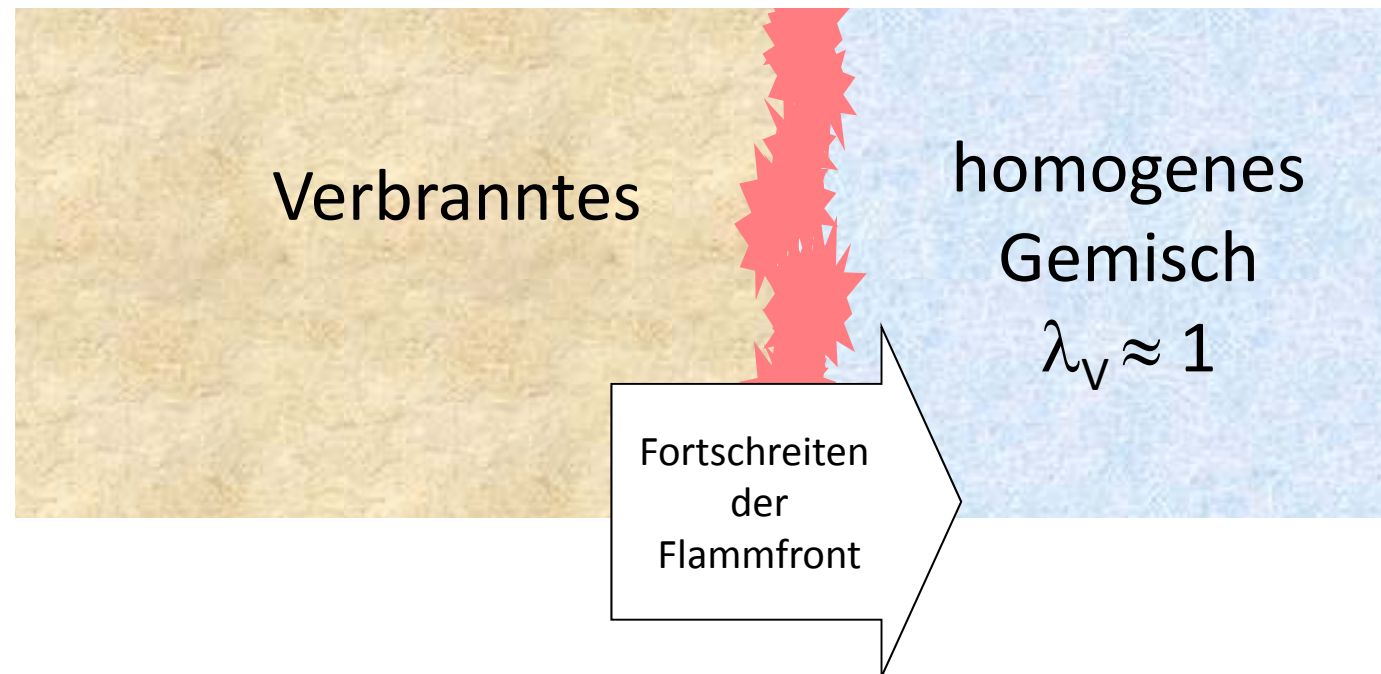 Verbranntes
homogenes
Gemisch
λV ≈ 1
Fortschreiten
der
Flammfront